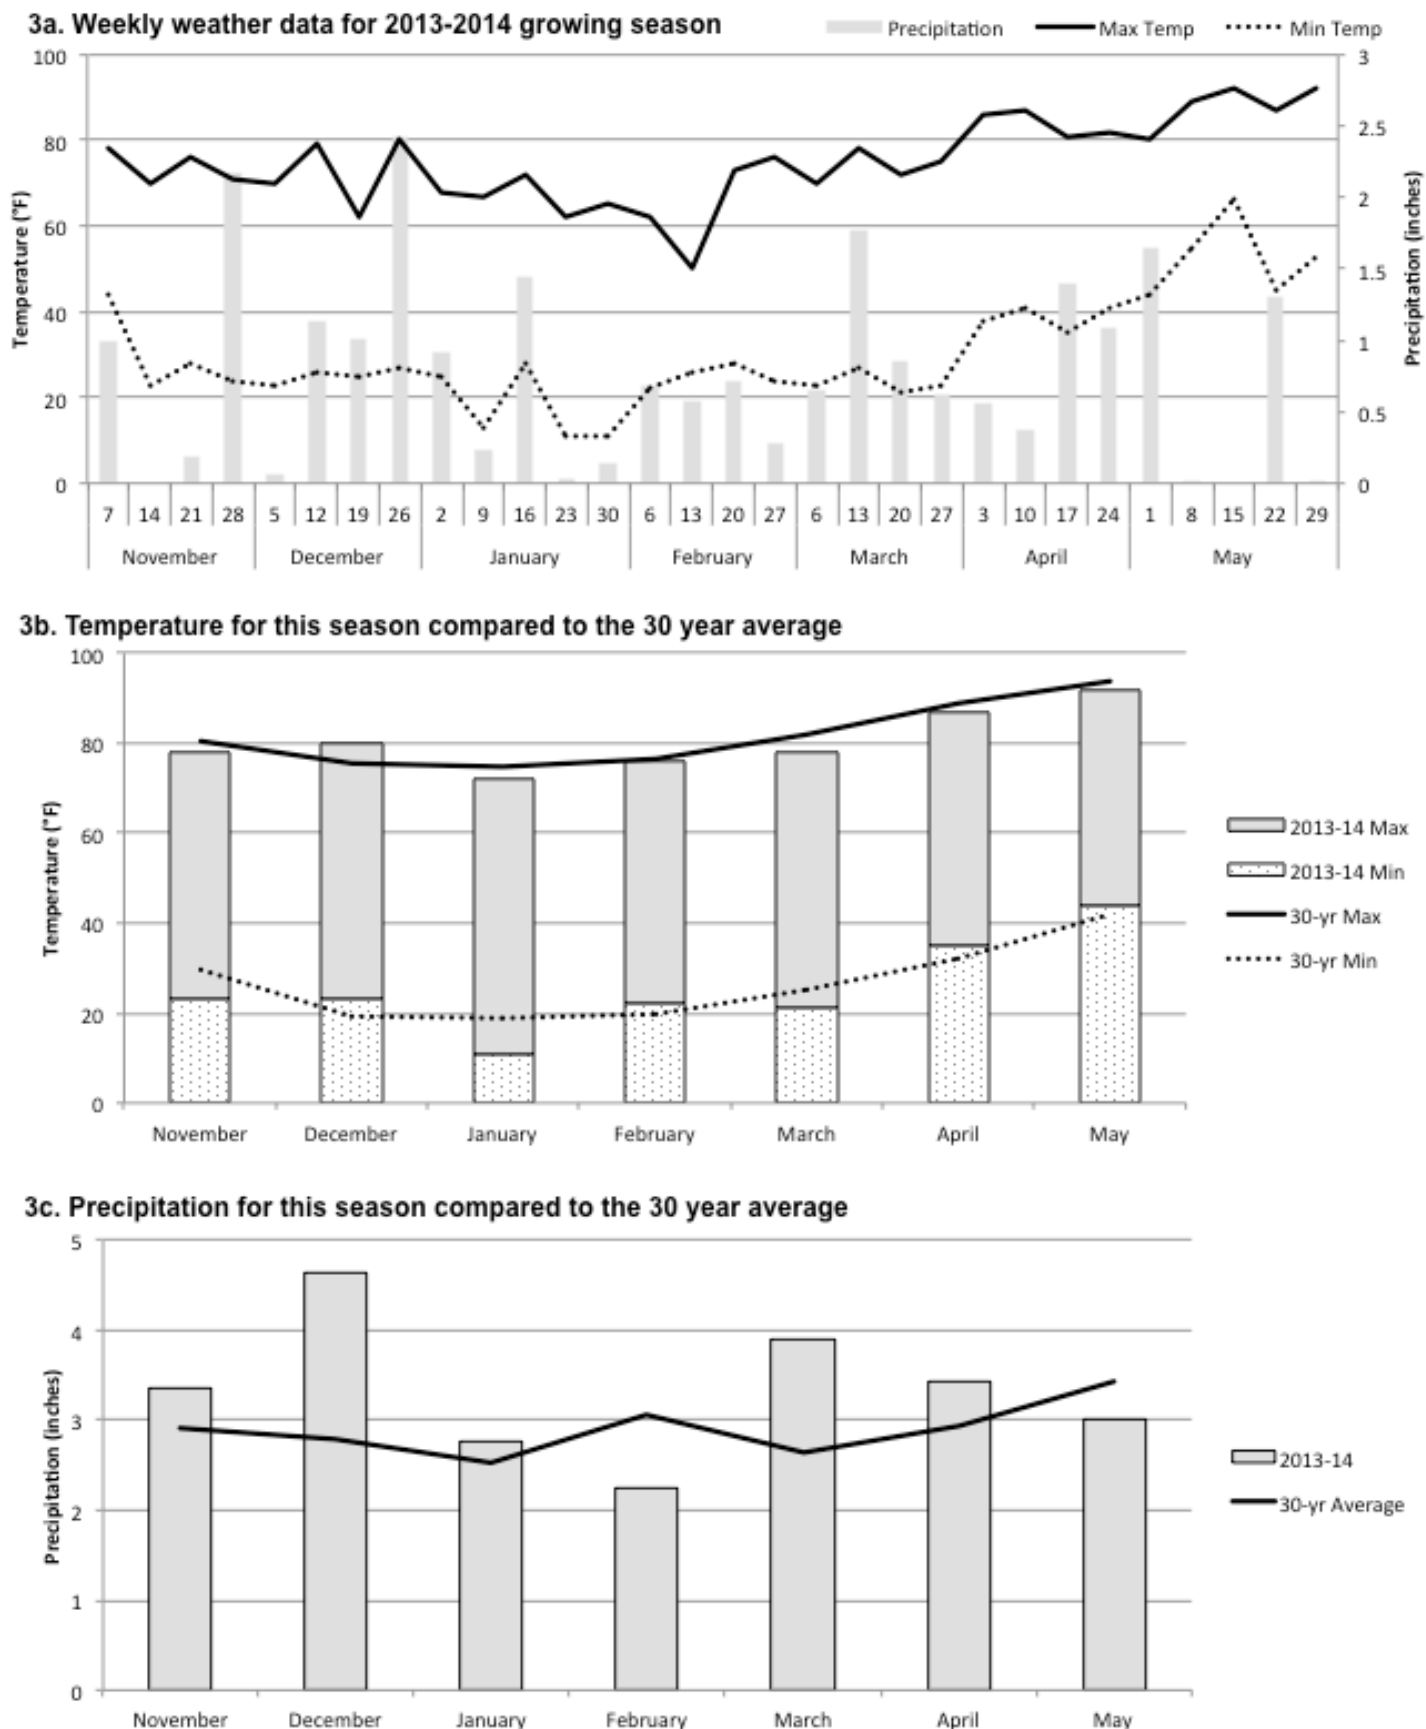 3a. Weekly weather data for 2013-2014 growing season
Precipitation Max Temp Min Temp
100 3
80 2.5
2
60
1.5
40
1
20
0.5
0 0
Temperature (°F)
Precipitation (inches)
7 14 21 28 5 12 19 26 2 9 16 23 30 6 13 20 27 6 13 20 27 3 10 17 24 1 8 15 22 29
November December January February March April May
3b. Temperature for this season compared to the 30 year average
100
80
60
40
20
0
Temperature (°F)
2013-14 Max
2013-14 Min
30-yr Max
30-yr Min
November December January February March April May
3c. Precipitation for this season compared to the 30 year average
5
4
3
2
1
0
Precipitation (inches)
2013-14
30-yr Average
November December January February March April May